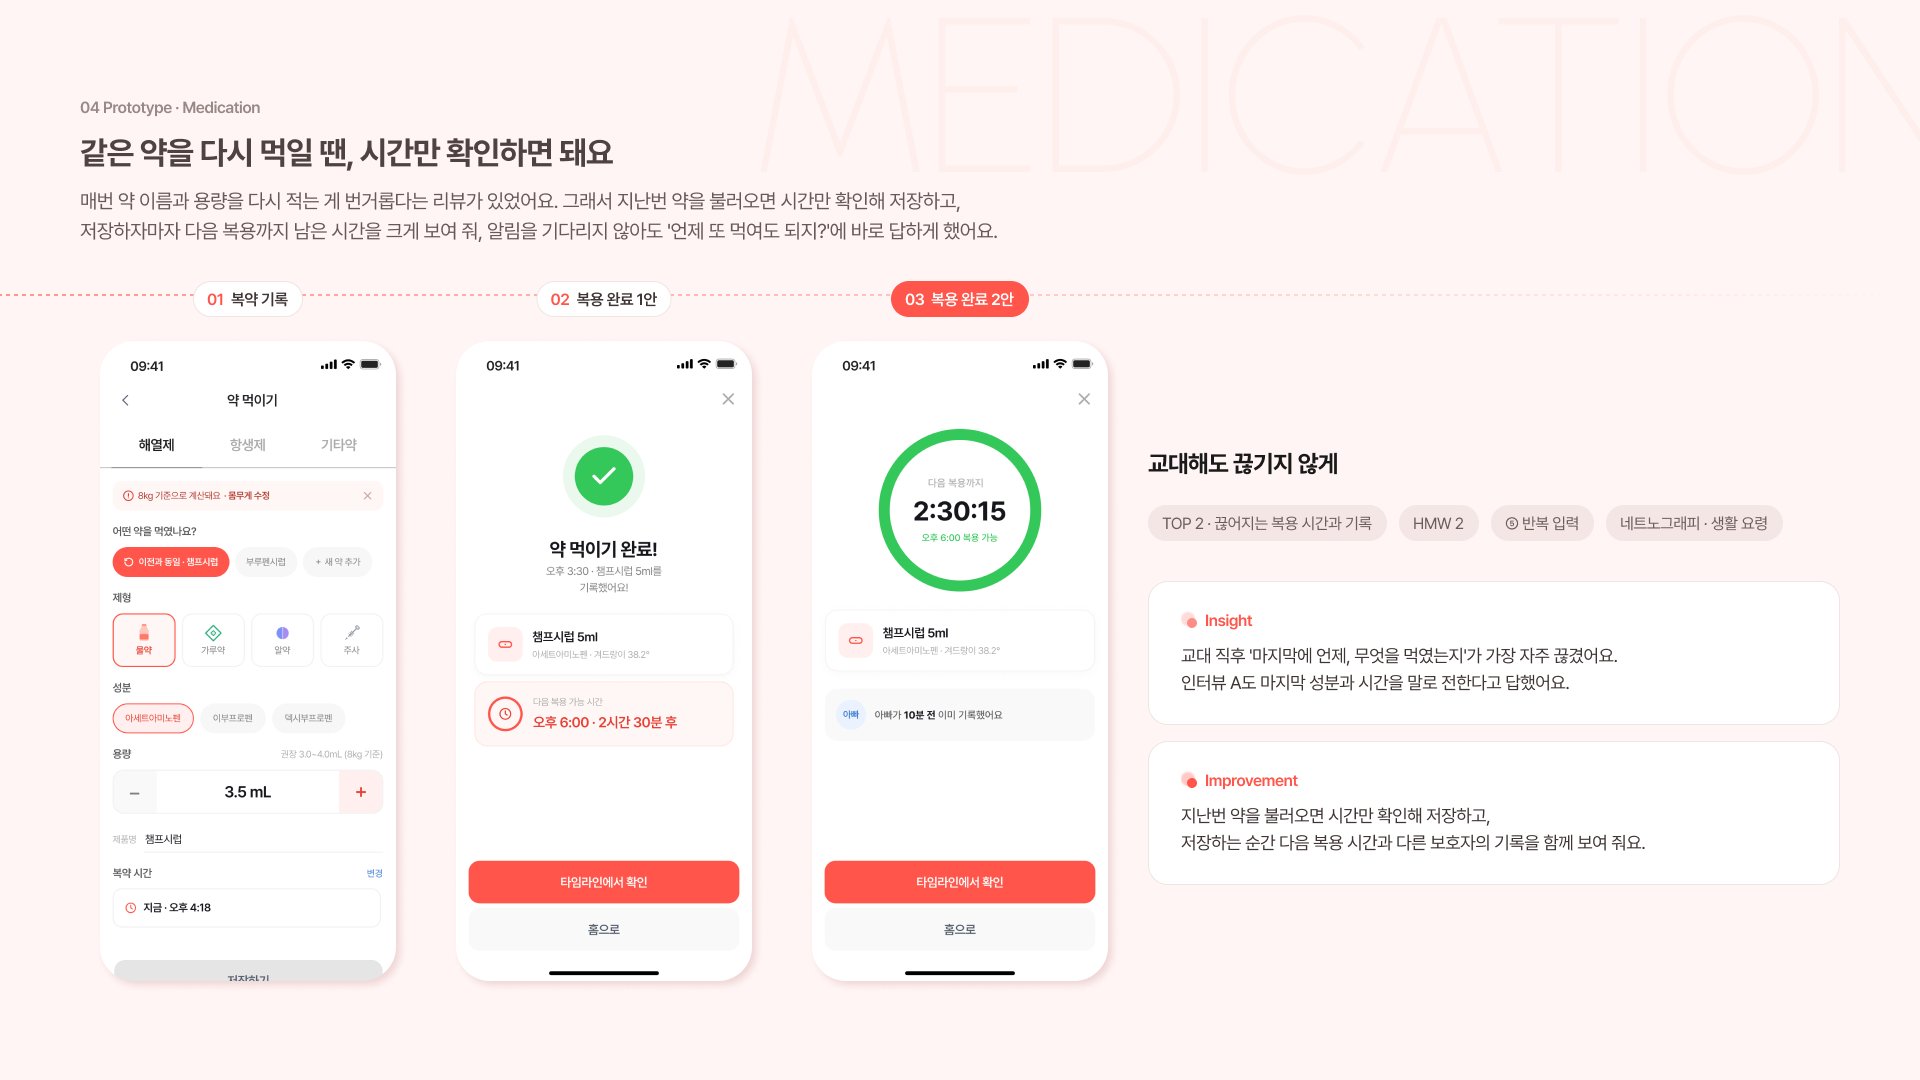 MEDICATION
04 Prototype · Medication
같은 약을 다시 먹일 땐, 시간만 확인하면 돼요
매번 약 이름과 용량을 다시 적는 게 번거롭다는 리뷰가 있었어요. 그래서 지난번 약을 불러오면 시간만 확인해 저장하고,
저장하자마자 다음 복용까지 남은 시간을 크게 보여 줘, 알림을 기다리지 않아도 '언제 또 먹여도 되지?'에 바로 답하게 했어요.
01 복약 기록
02 복용 완료 1안
03 복용 완료 2안
09:41
약 먹이기
해열제
항생제
기타약
8kg 기준으로 계산돼요 · 몸무게 수정
어떤 약을 먹였나요?
이전과 동일 · 챔프시럽
부루펜시럽
+ 새 약 추가
제형
물약
가루약
알약
주사
성분
아세트아미노펜
이부프로펜
덱시부프로펜
용량
권장 3.0~4.0mL (8kg 기준)
− 3.5 mL +
제품명 챔프시럽
복약 시간
변경
지금 · 오후 4:18
저장하기
09:41
약 먹이기 완료!
오후 3:30 · 챔프시럽 5ml를
기록했어요!
챔프시럽 5ml
아세트아미노펜 · 겨드랑이 38.2°
다음 복용 가능 시간
오후 6:00 · 2시간 30분 후
타임라인에서 확인
홈으로
09:41
다음 복용까지
2:30:15
오후 6:00 복용 가능
챔프시럽 5ml
아세트아미노펜 · 겨드랑이 38.2°
아빠
아빠가 10분 전 이미 기록했어요
타임라인에서 확인
홈으로
교대해도 끊기지 않게
TOP 2 · 끊어지는 복용 시간과 기록
HMW 2
⑤ 반복 입력
네트노그래피 · 생활 요령
Insight
교대 직후 '마지막에 언제, 무엇을 먹였는지'가 가장 자주 끊겼어요.
인터뷰 A도 마지막 성분과 시간을 말로 전한다고 답했어요.
Improvement
지난번 약을 불러오면 시간만 확인해 저장하고,
저장하는 순간 다음 복용 시간과 다른 보호자의 기록을 함께 보여 줘요.